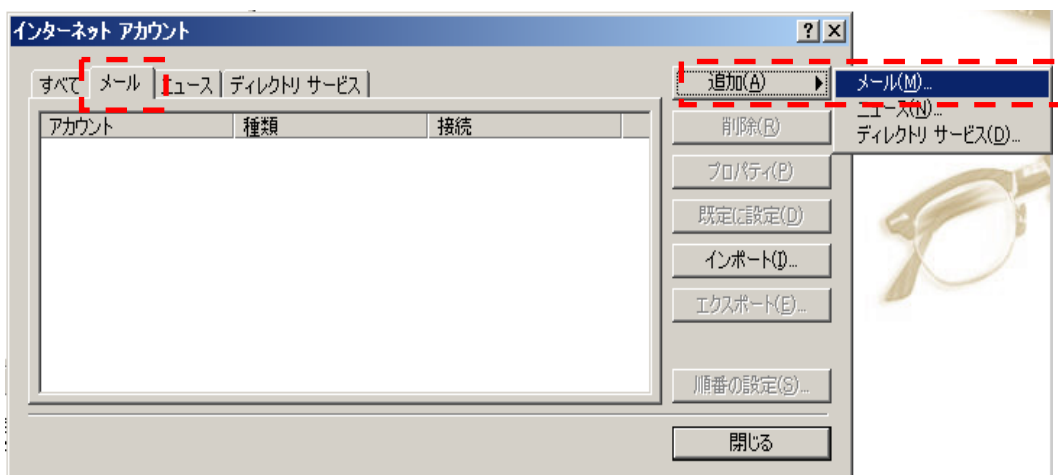 インターネット アカウント
すべて メール ニュース ディレクトリ サービス
アカウント 種類 接続
追加(A)
メール(M)...
ニュース(N)...
ディレクトリ サービス(D)...
削除(R)
プロパティ(P)
既定に設定(D)
インポート(I)...
エクスポート(E)...
順番の設定(S)...
閉じる